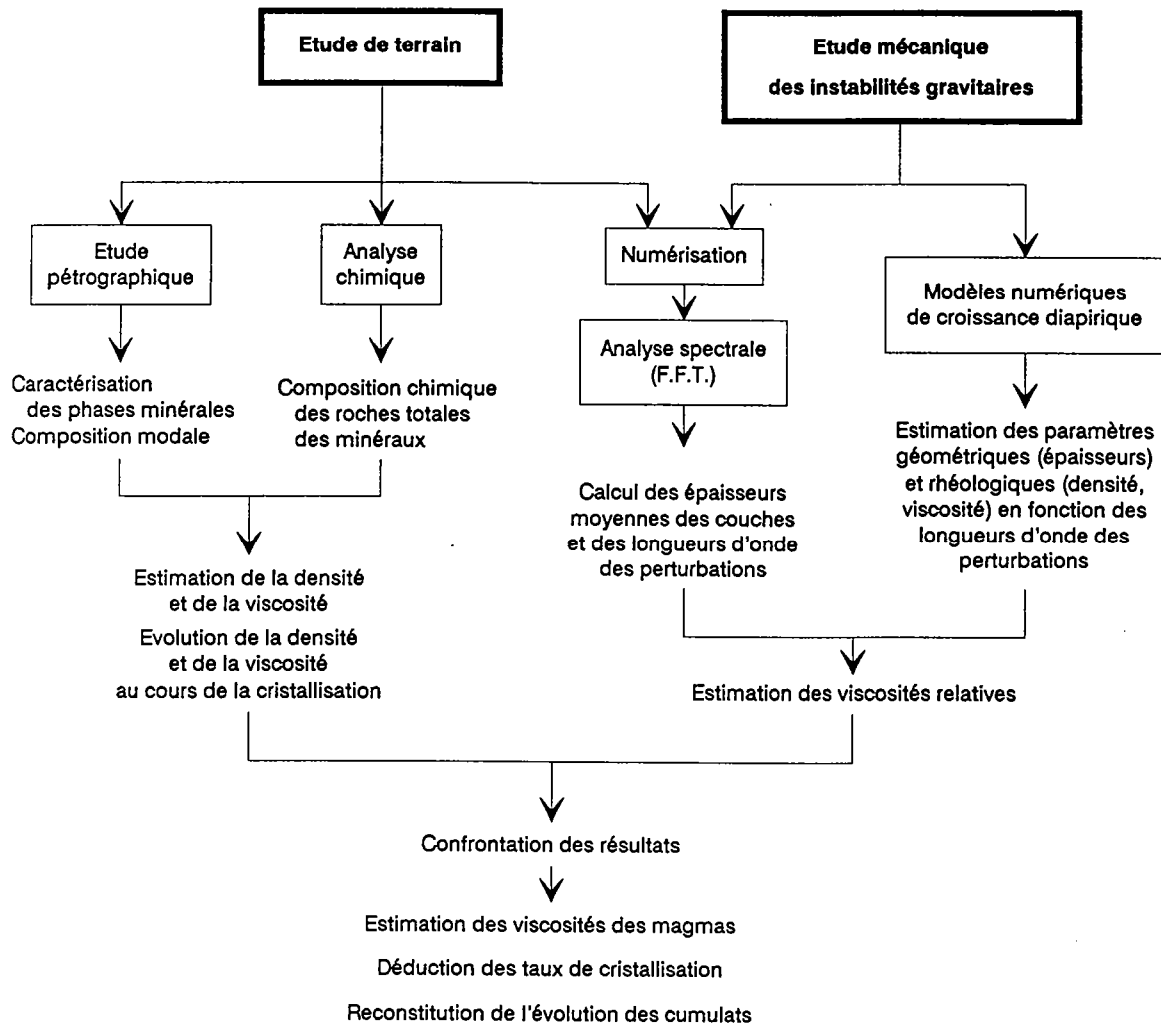 Etude de terrain
Etude mécanique
des instabilités gravitaires
Etude
pétrographique
Analyse
chimique
Numérisation
Modèles numériques
de croissance diapirique
Analyse spectrale
(F.F.T.)
Caractérisation
des phases minérales
Composition modale
Composition chimique
des roches totales
des minéraux
Calcul des épaisseurs
moyennes des couches
et des longueurs d'onde
des perturbations
Estimation des paramètres
géométriques (épaisseurs)
et rhéologiques (densité,
viscosité) en fonction des
longueurs d'onde des
perturbations
Estimation de la densité
et de la viscosité
Evolution de la densité
et de la viscosité
au cours de la cristallisation
Estimation des viscosités relatives
Confrontation des résultats
Estimation des viscosités des magmas
Déduction des taux de cristallisation
Reconstitution de l'évolution des cumulats